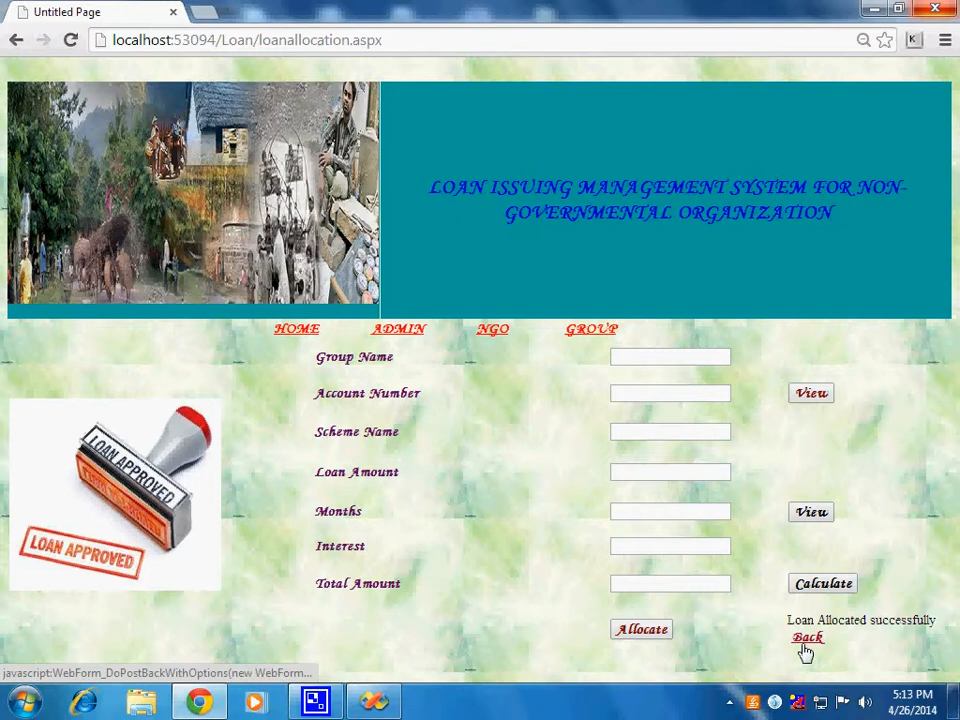 Untitled Page
localhost:53094/Loan/loanallocation.aspx
LOAN ISSUING MANAGEMENT SYSTEM FOR NON-
GOVERNMENTAL ORGANIZATION
HOME ADMIN NGO GROUP
Group Name
Account Number View
Scheme Name
Loan Amount
Months View
Interest
Total Amount Calculate
Allocate
Loan Allocated successfully
Back
LOAN APPROVED
LOAN APPROVED
javascript:WebForm_DoPostBackWithOptions(new WebForm...
5:13 PM
4/26/2014